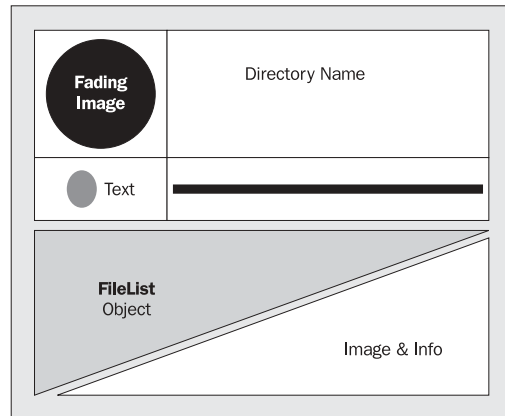 Fading
Image
Directory Name
Text
FileList
Object
Image & Info